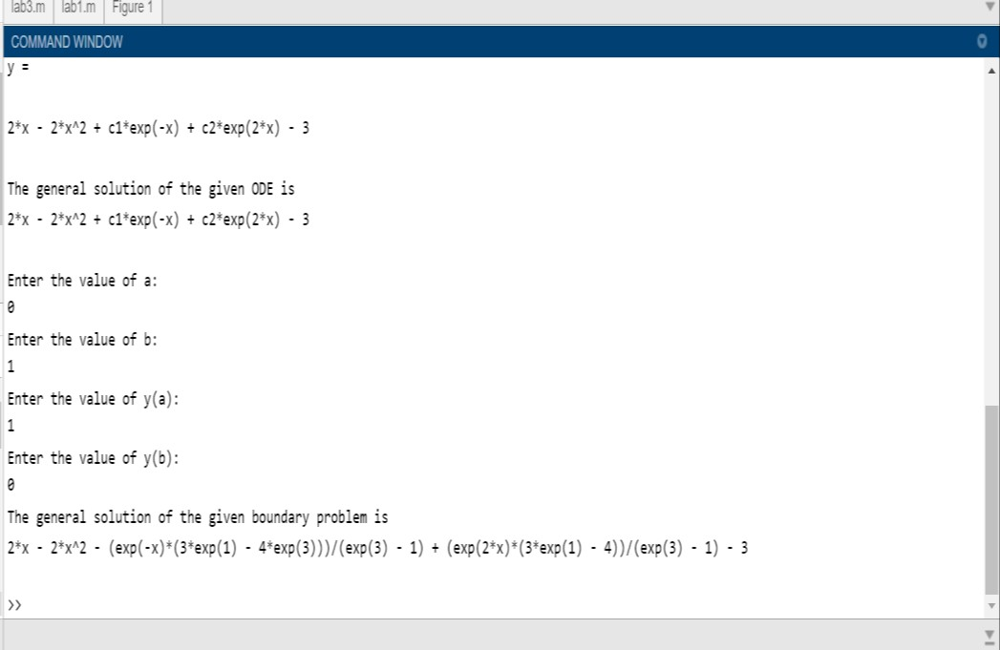 lab3.m lab1.m Figure 1
COMMAND WINDOW
y =
2*x - 2*x^2 + c1*exp(-x) + c2*exp(2*x) - 3
The general solution of the given ODE is
2*x - 2*x^2 + c1*exp(-x) + c2*exp(2*x) - 3
Enter the value of a:
0
Enter the value of b:
1
Enter the value of y(a):
1
Enter the value of y(b):
0
The general solution of the given boundary problem is
2*x - 2*x^2 - (exp(-x)*(3*exp(1) - 4*exp(3)))/(exp(3) - 1) + (exp(2*x)*(3*exp(1) - 4))/(exp(3) - 1) - 3
>>